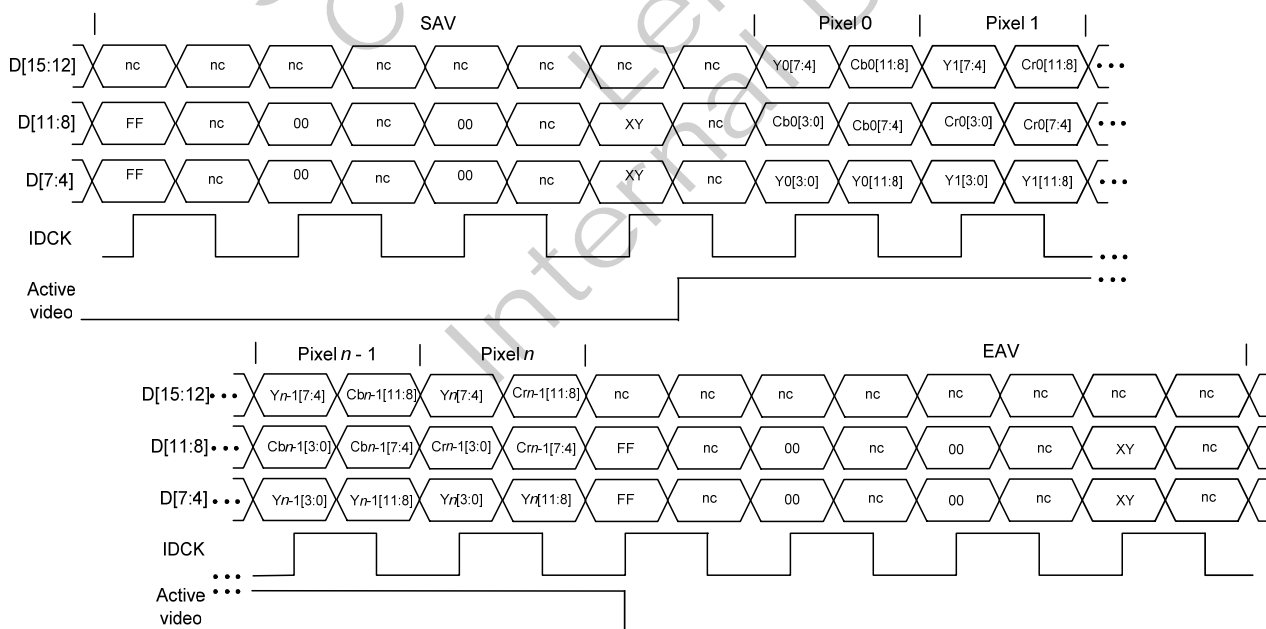 SAV Pixel 0 Pixel 1
D[15:12] nc nc nc nc nc nc nc nc Y0[7:4] Cb0[11:8] Y1[7:4] Cr0[11:8] •••
D[11:8] FF nc 00 nc 00 nc XY nc Cb0[3:0] Cb0[7:4] Cr0[3:0] Cr0[7:4] •••
D[7:4] FF nc 00 nc 00 nc XY nc Y0[3:0] Y0[11:8] Y1[3:0] Y1[11:8] •••
IDCK •••
Active •••
video
Pixel n - 1 Pixel n EAV
D[15:12] ••• Yn-1[7:4] Cbn-1[11:8] Yn[7:4] Crn-1[11:8] nc nc nc nc nc nc nc nc
D[11:8] ••• Cbn-1[3:0] Cbn-1[7:4] Crn-1[3:0] Crn-1[7:4] FF nc 00 nc 00 nc XY nc
D[7:4] ••• Yn-1[3:0] Yn-1[11:8] Yn[3:0] Yn[11:8] FF nc 00 nc 00 nc XY nc
IDCK •••
Active •••
video
Internal